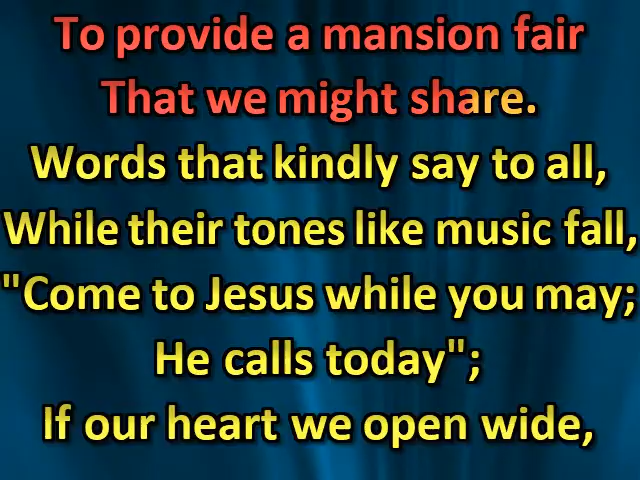 To provide a mansion fair
That we might share.
Words that kindly say to all,
While their tones like music fall,
"Come to Jesus while you may;
He calls today";
If our heart we open wide,